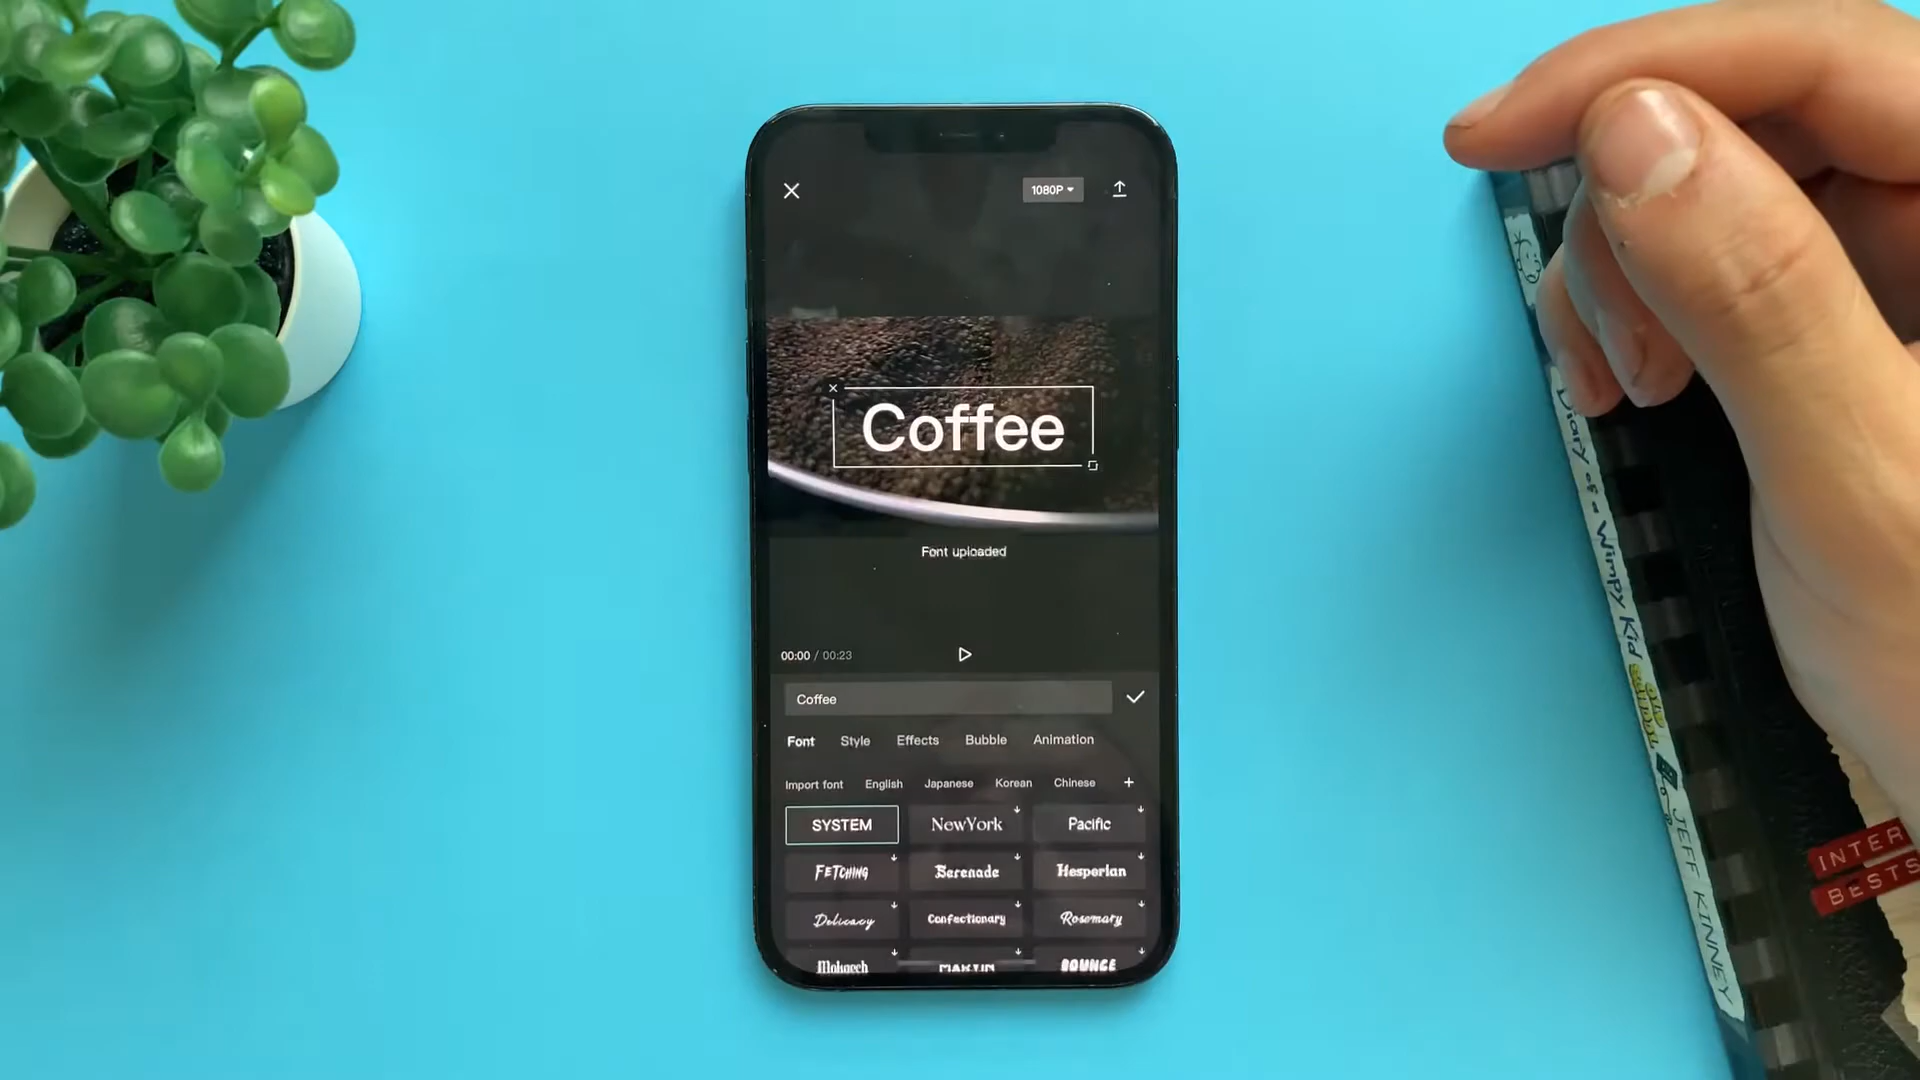 1080P
Coffee
Font uploaded
00:00 / 00:23
Coffee
Font Style Effects Bubble Animation
Import font English Japanese Korean Chinese +
SYSTEM NewYork Pacific
FETCHING Serenade Hesperian
Delicacy Confectionary Rosemary
MARTIN BOUNCE
Diary of a Wimpy Kid
JEFF KINNEY
INTER
BESTS